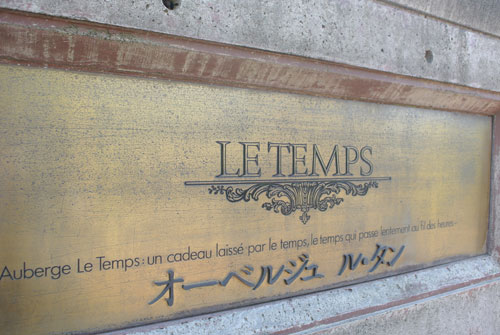 LE TEMPS
Auberge Le Temps: un cadeau laissé par le temps, le temps qui passe lentement au fil des heures -
オーベルジュ ル・タン